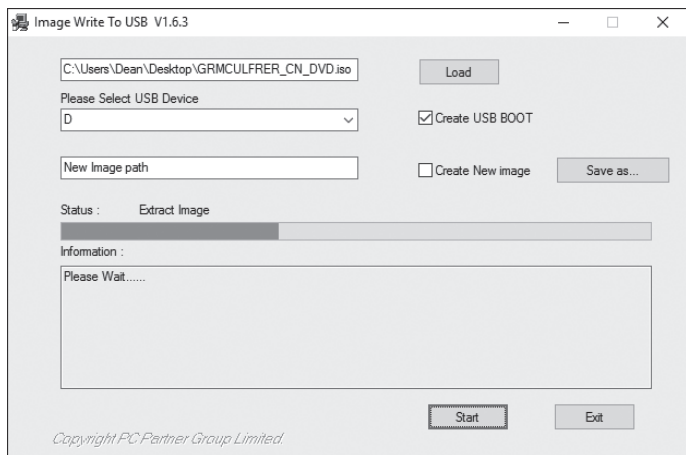 Image Write To USB V1.6.3
C:\Users\Dean\Desktop\GRMCULFRER_CN_DVD.iso
Load
Please Select USB Device
D
Create USB BOOT
New Image path
Create New image
Save as...
Status : Extract Image
Information :
Please Wait......
Start
Exit
Copyright PC Partner Group Limited.